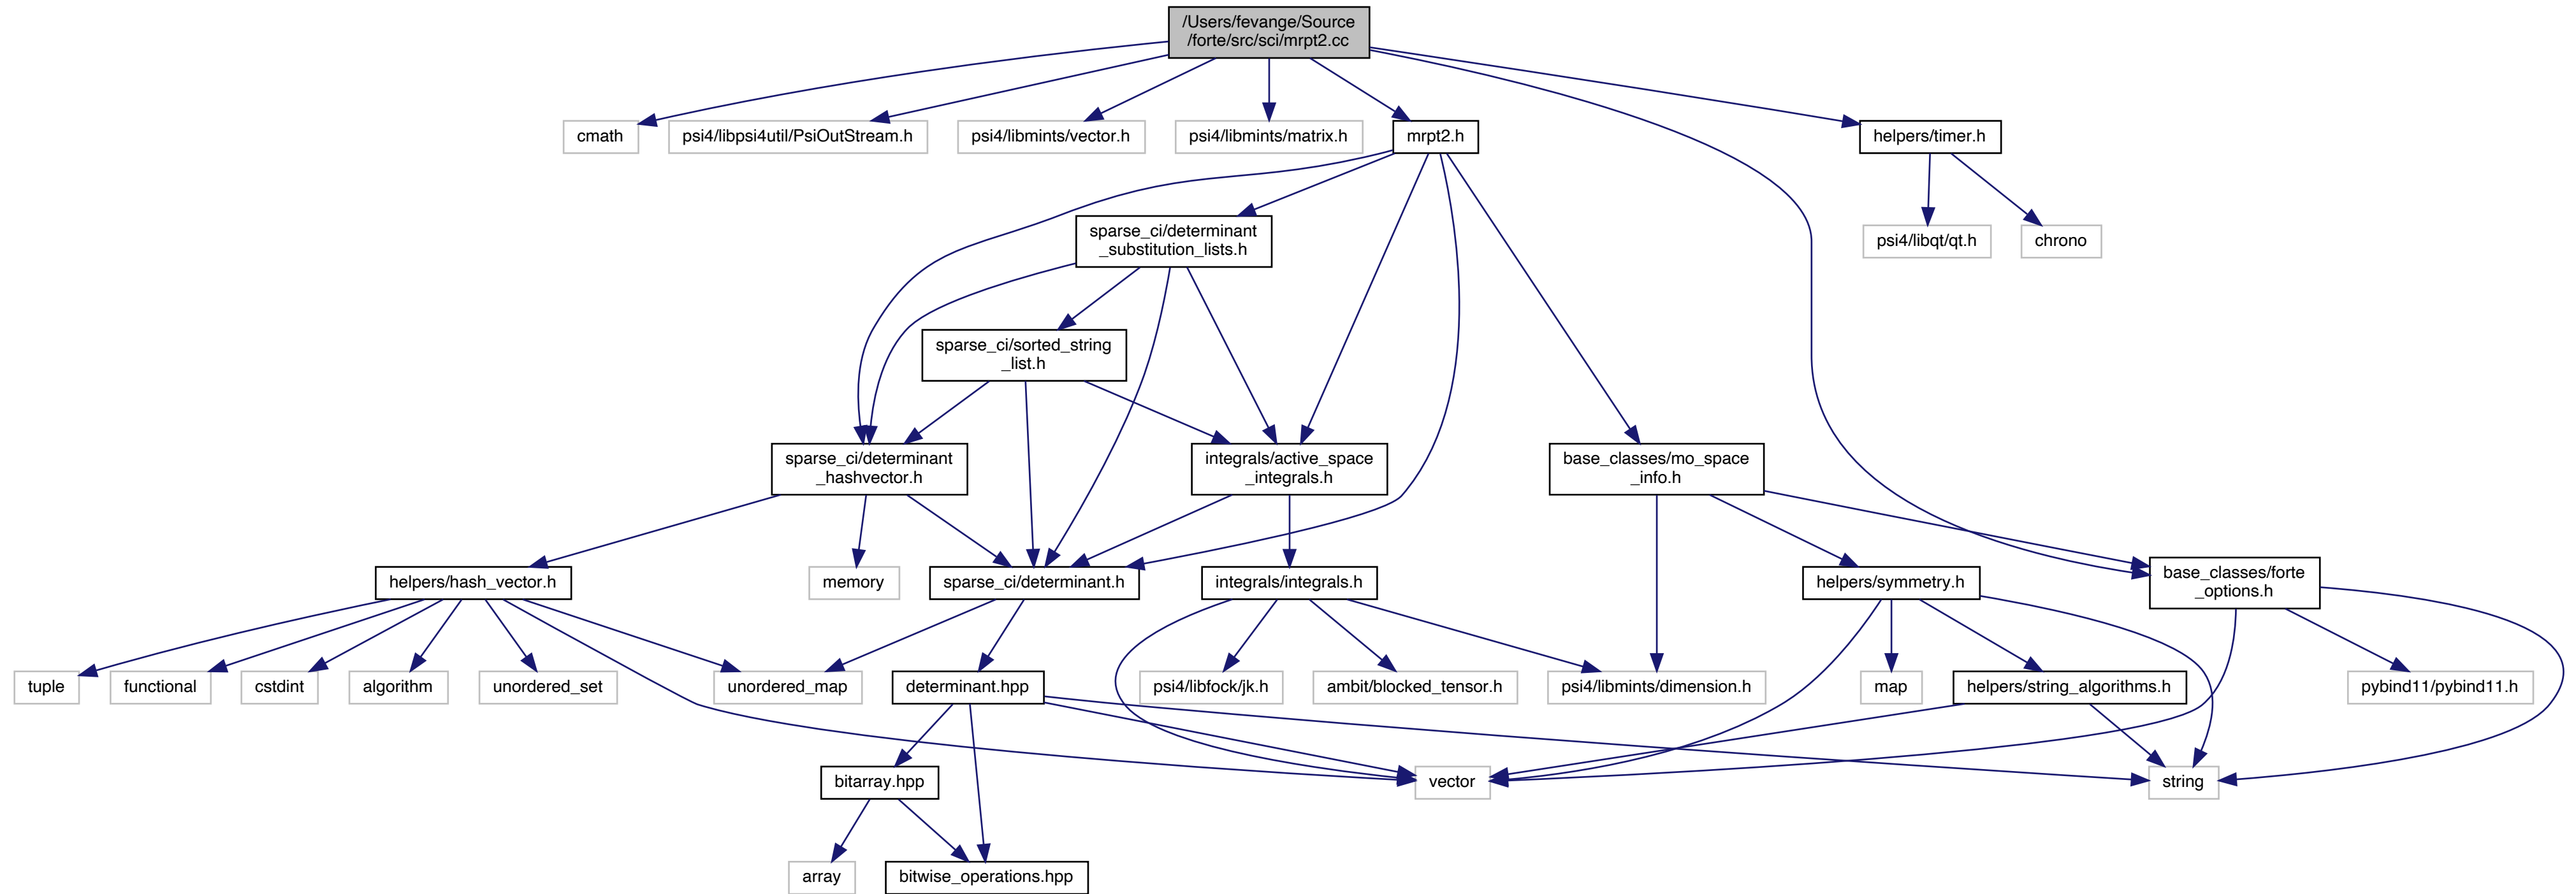 /Users/fevange/Source
/forte/src/sci/mrpt2.cc
cmath
psi4/libpsi4util/PsiOutStream.h
psi4/libmints/vector.h
psi4/libmints/matrix.h
mrpt2.h
helpers/timer.h
sparse_ci/determinant
_substitution_lists.h
psi4/libqt/qt.h
chrono
sparse_ci/sorted_string
_list.h
sparse_ci/determinant
_hashvector.h
integrals/active_space
_integrals.h
base_classes/mo_space
_info.h
helpers/hash_vector.h
memory
sparse_ci/determinant.h
integrals/integrals.h
helpers/symmetry.h
base_classes/forte
_options.h
tuple
functional
cstdint
algorithm
unordered_set
unordered_map
determinant.hpp
psi4/libfock/jk.h
ambit/blocked_tensor.h
psi4/libmints/dimension.h
map
helpers/string_algorithms.h
pybind11/pybind11.h
bitarray.hpp
vector
string
array
bitwise_operations.hpp